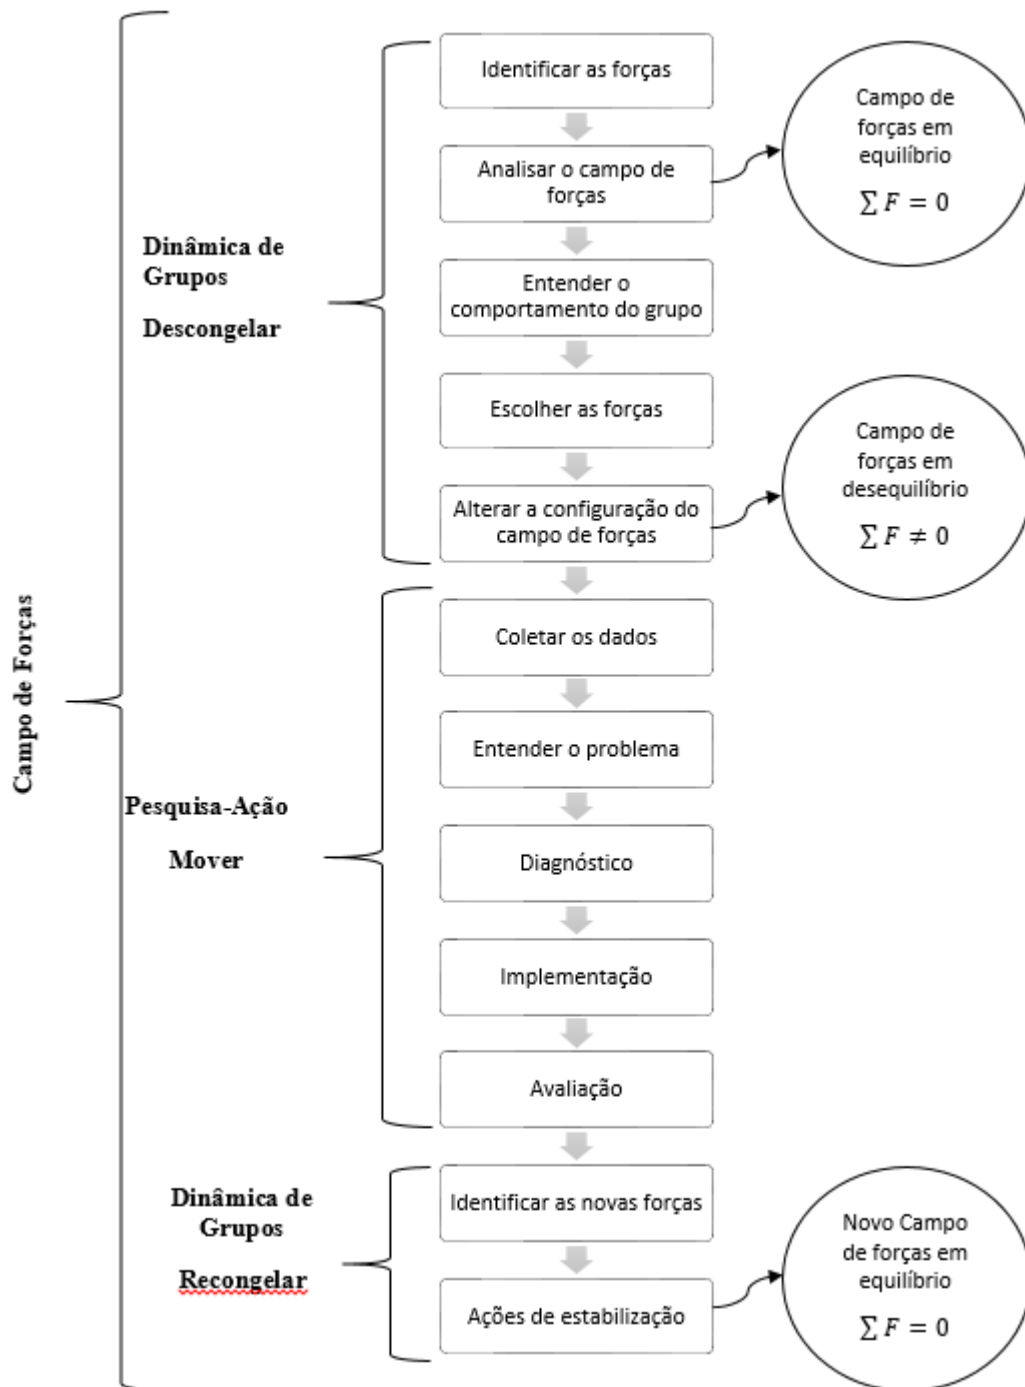 Campo de Forças
Dinâmica de
Grupos
Descongelar
Identificar as forças
Analisar o campo de
forças
Campo de
forças em
equilíbrio
∑ F = 0
Entender o
comportamento do grupo
Escolher as forças
Alterar a configuração do
campo de forças
Campo de
forças em
desequilíbrio
∑ F ≠ 0
Pesquisa-Ação
Mover
Coletar os dados
Entender o problema
Diagnóstico
Implementação
Avaliação
Dinâmica de
Grupos
Recongelar
Identificar as novas forças
Ações de estabilização
Novo Campo
de forças em
equilíbrio
∑ F = 0